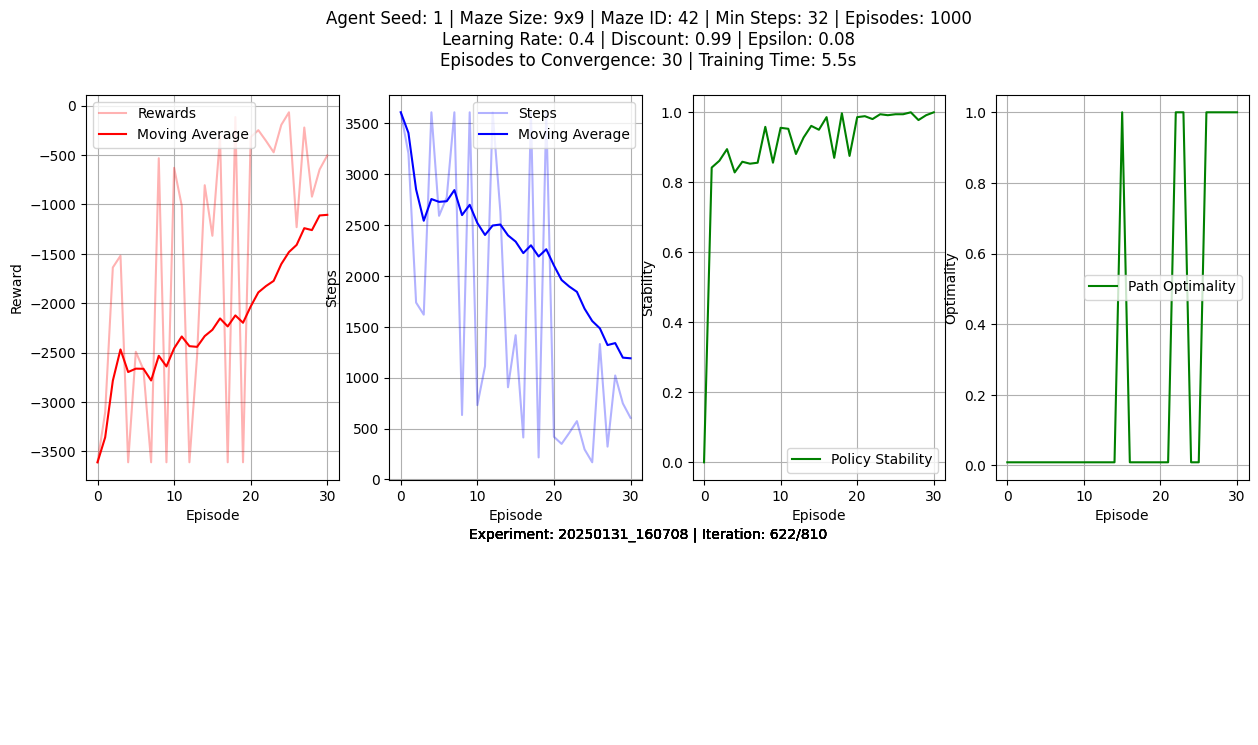 Agent Seed: 1 | Maze Size: 9x9 | Maze ID: 42 | Min Steps: 32 | Episodes: 1000
Learning Rate: 0.4 | Discount: 0.99 | Epsilon: 0.08
Episodes to Convergence: 30 | Training Time: 5.5s
Reward
0
−500
−1000
−1500
−2000
−2500
−3000
−3500
Rewards
Moving Average
0
10
20
30
Episode
Steps
3500
3000
2500
2000
1500
1000
500
0
Steps
Moving Average
0
10
20
30
Episode
Stability
1.0
0.8
0.6
0.4
0.2
0.0
Policy Stability
0
10
20
30
Episode
Optimality
1.0
0.8
0.6
0.4
0.2
0.0
Path Optimality
0
10
20
30
Episode
Experiment: 20250131_160708 | Iteration: 622/810